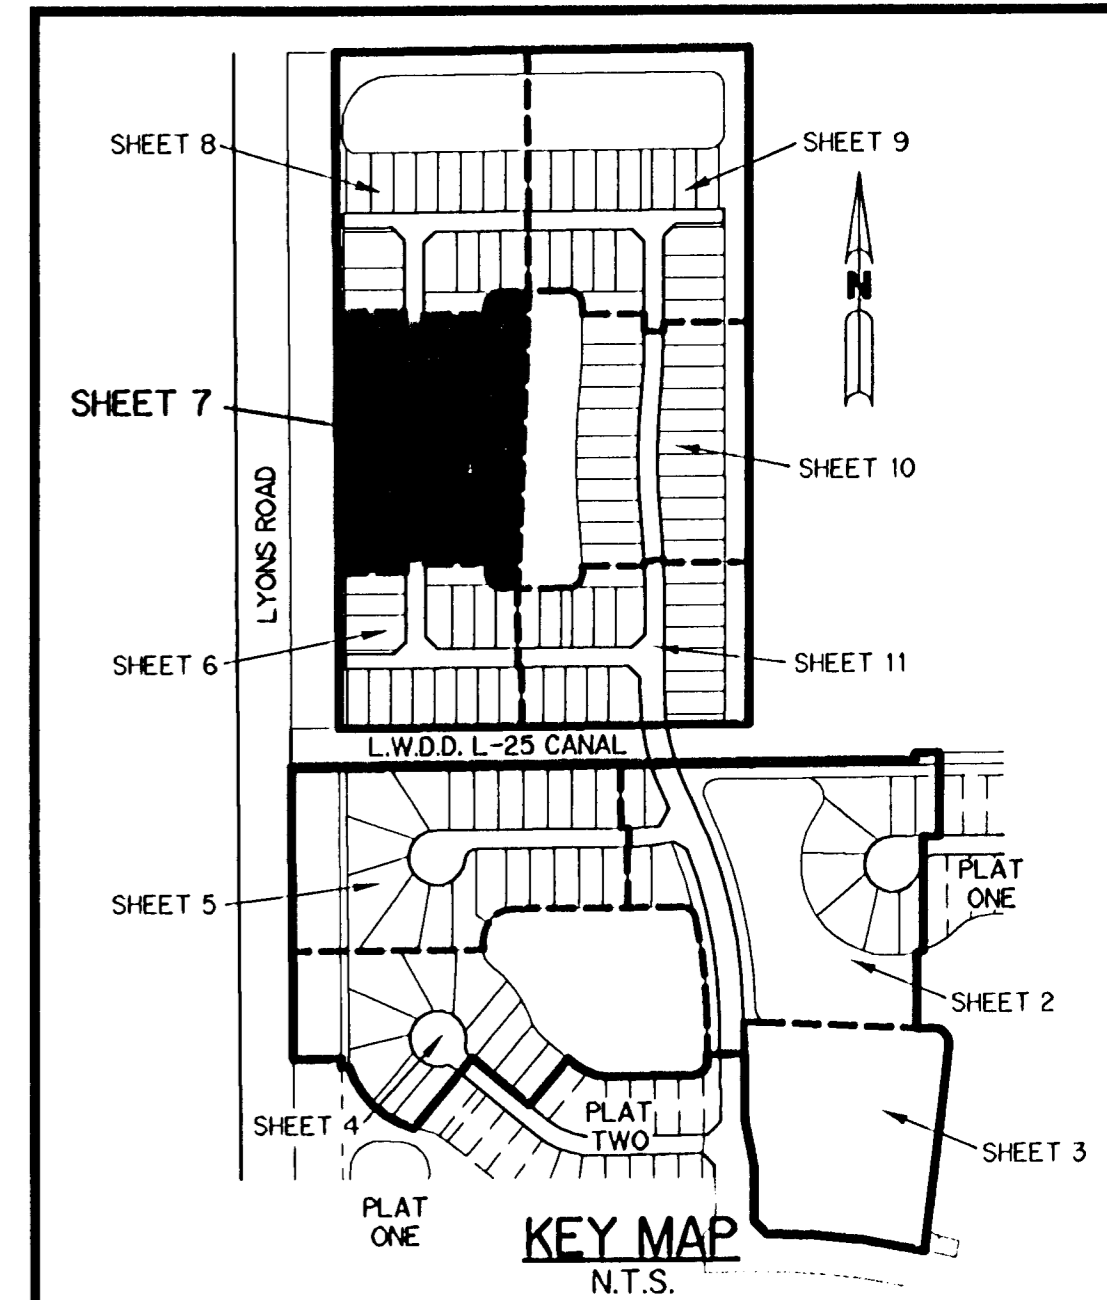 SHEET 8
SHEET 9
N
SHEET 7
SHEET 10
LYONS ROAD
SHEET 6
SHEET 11
L.W.D.D. L-25 CANAL
PLAT
ONE
SHEET 5
SHEET 2
SHEET 4
PLAT
TWO
SHEET 3
PLAT
ONE
KEY MAP
N.T.S.